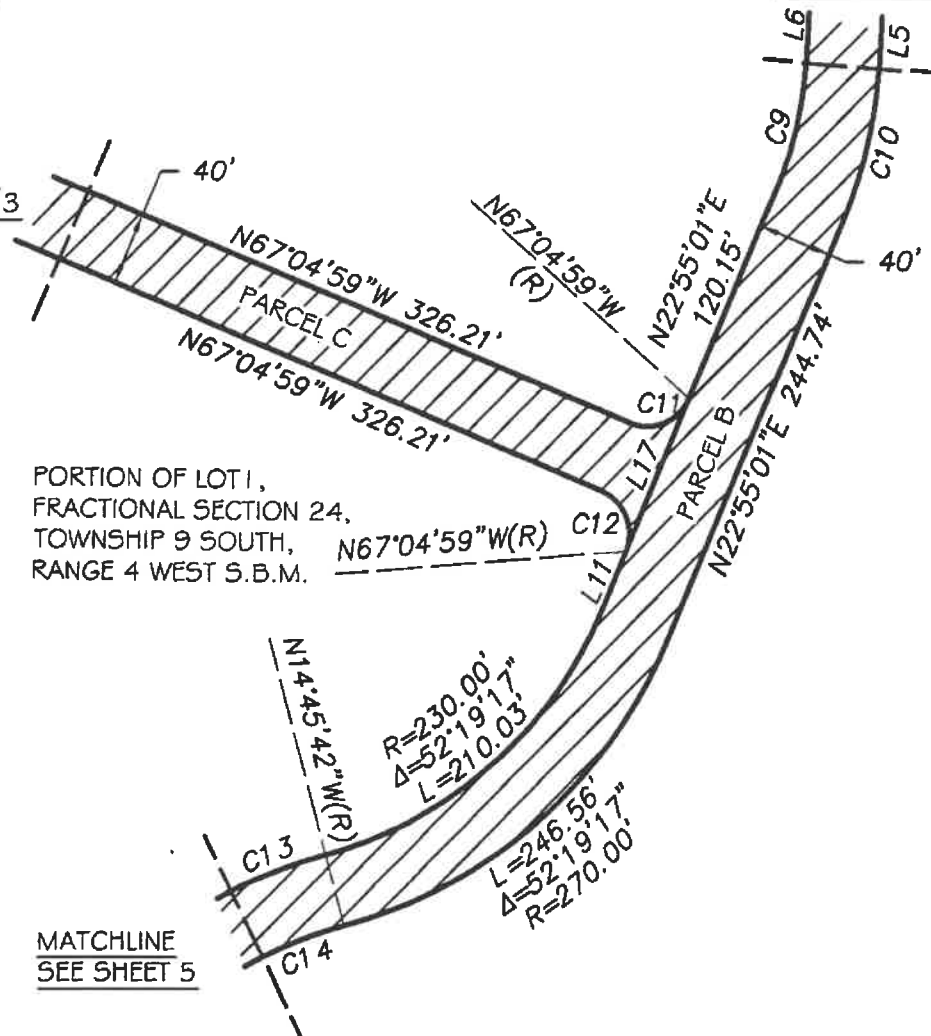 L6
L5
C9
C10
40'
3
N67°04'59"W
(R)
N22°55'01"E
120.15'
40'
N67°04'59"W 326.21'
PARCEL C
N67°04'59"W 326.21'
C11
L17
PARCEL B
N22°55'01"E 244.74'
PORTION OF LOT 1,
FRACTIONAL SECTION 24,
TOWNSHIP 9 SOUTH,
RANGE 4 WEST S.B.M.
C12
N67°04'59"W(R)
L11
N14°45'42"W(R)
R=230.00'
Δ=52°19'17"
L=210.03'
L=246.56'
Δ=52°19'17"
R=270.00'
C13
C14
MATCHLINE
SEE SHEET 5